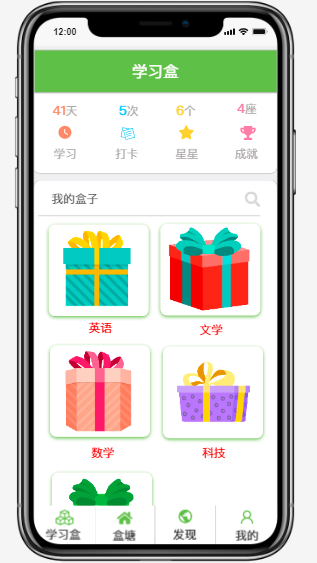 12:00
学习盒
41天 5次 6个 4座
学习 打卡 星星 成就
我的盒子
英语 文学
数学 科技
学习盒 盒塘 发现 我的